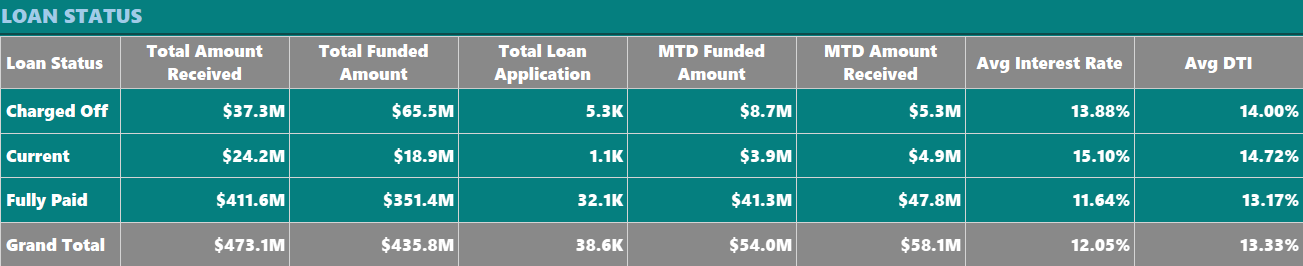 LOAN STATUS
Loan Status Total Amount Received Total Funded Amount Total Loan Application MTD Funded Amount MTD Amount Received Avg Interest Rate Avg DTI
Charged Off $37.3M $65.5M 5.3K $8.7M $5.3M 13.88% 14.00%
Current $24.2M $18.9M 1.1K $3.9M $4.9M 15.10% 14.72%
Fully Paid $411.6M $351.4M 32.1K $41.3M $47.8M 11.64% 13.17%
Grand Total $473.1M $435.8M 38.6K $54.0M $58.1M 12.05% 13.33%